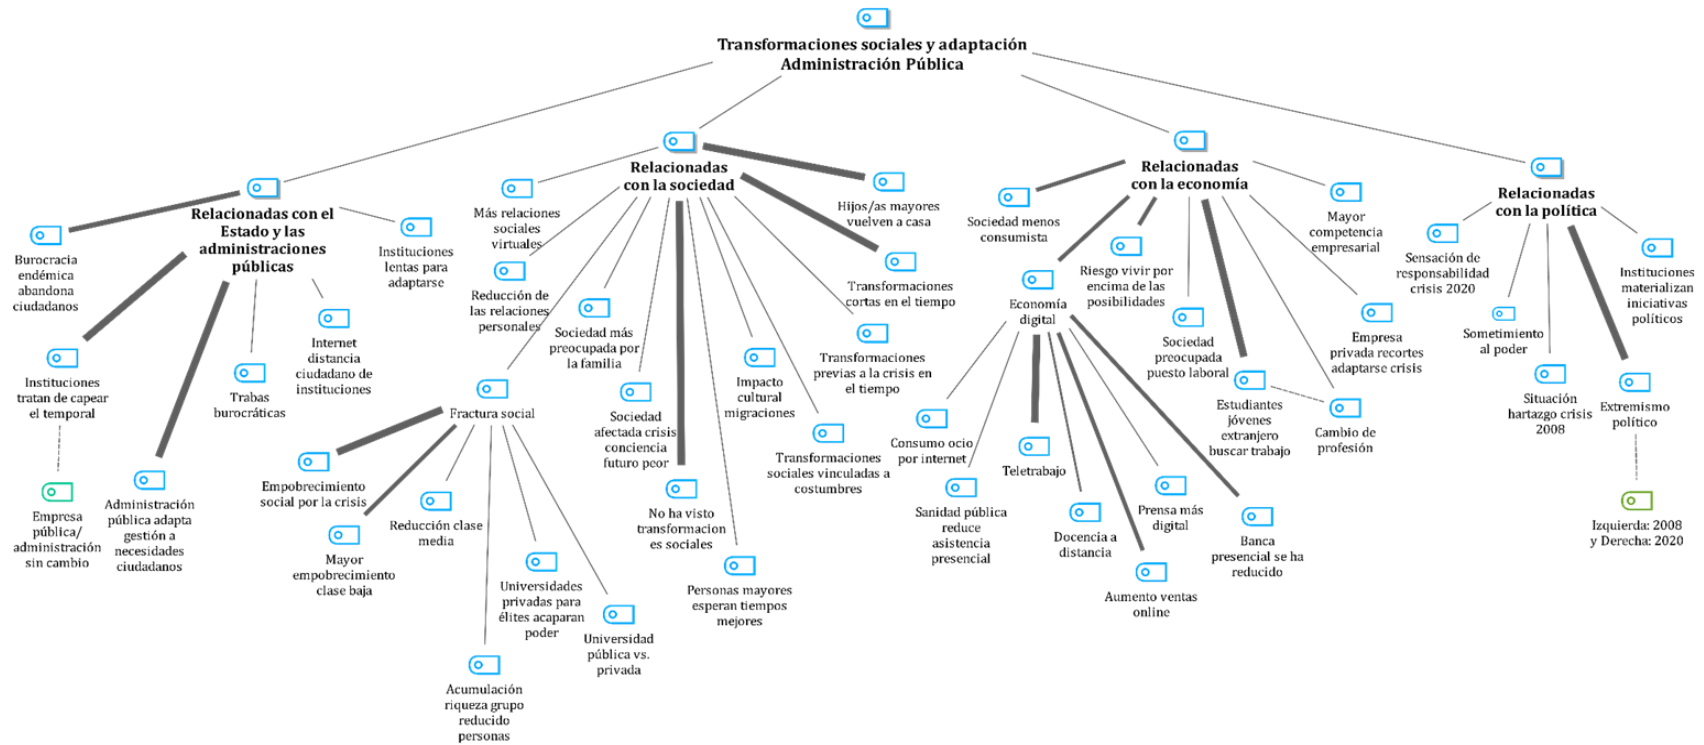 Transformaciones sociales y adaptación
Administración Pública
Relacionadas con el
Estado y las
administraciones
públicas
Burocracia
endémica
abandona
ciudadanos
Instituciones
lentas para
adaptarse
Instituciones
tratan de capear
el temporal
Trabas
burocráticas
Internet
distancia
ciudadano de
instituciones
Empresa
pública/
administración
sin cambio
Administración
pública adapta
gestión a
necesidades
ciudadanos
Relacionadas
con la sociedad
Más relaciones
sociales
virtuales
Hijos/as mayores
vuelven a casa
Reducción de
las relaciones
personales
Sociedad más
preocupada por
la familia
Transformaciones
cortas en el tiempo
Transformaciones
previas a la crisis en
el tiempo
Impacto
cultural
migraciones
Fractura social
Sociedad
afectada crisis
conciencia
futuro peor
Transformaciones
sociales vinculadas a
costumbres
Empobrecimiento
social por la crisis
Reducción clase
media
Mayor
empobrecimiento
clase baja
No ha visto
transformacion
es sociales
Universidades
privadas para
élites acaparan
poder
Universidad
pública vs.
privada
Personas mayores
esperan tiempos
mejores
Acumulación
riqueza grupo
reducido
personas
Relacionadas
con la economía
Sociedad menos
consumista
Mayor
competencia
empresarial
Riesgo vivir por
encima de las
posibilidades
Economía
digital
Sociedad
preocupada
puesto laboral
Empresa
privada recortes
adaptarse crisis
Estudiantes
jóvenes
extranjero
buscar trabajo
Cambio de
profesión
Consumo ocio
por internet
Teletrabajo
Sanidad pública
reduce
asistencia
presencial
Docencia a
distancia
Prensa más
digital
Banca
presencial se ha
reducido
Aumento ventas
online
Relacionadas
con la política
Sensación de
responsabilidad
crisis 2020
Instituciones
materializan
iniciativas
políticos
Sometimiento
al poder
Situación
hartazgo crisis
2008
Extremismo
político
Izquierda: 2008
y Derecha: 2020